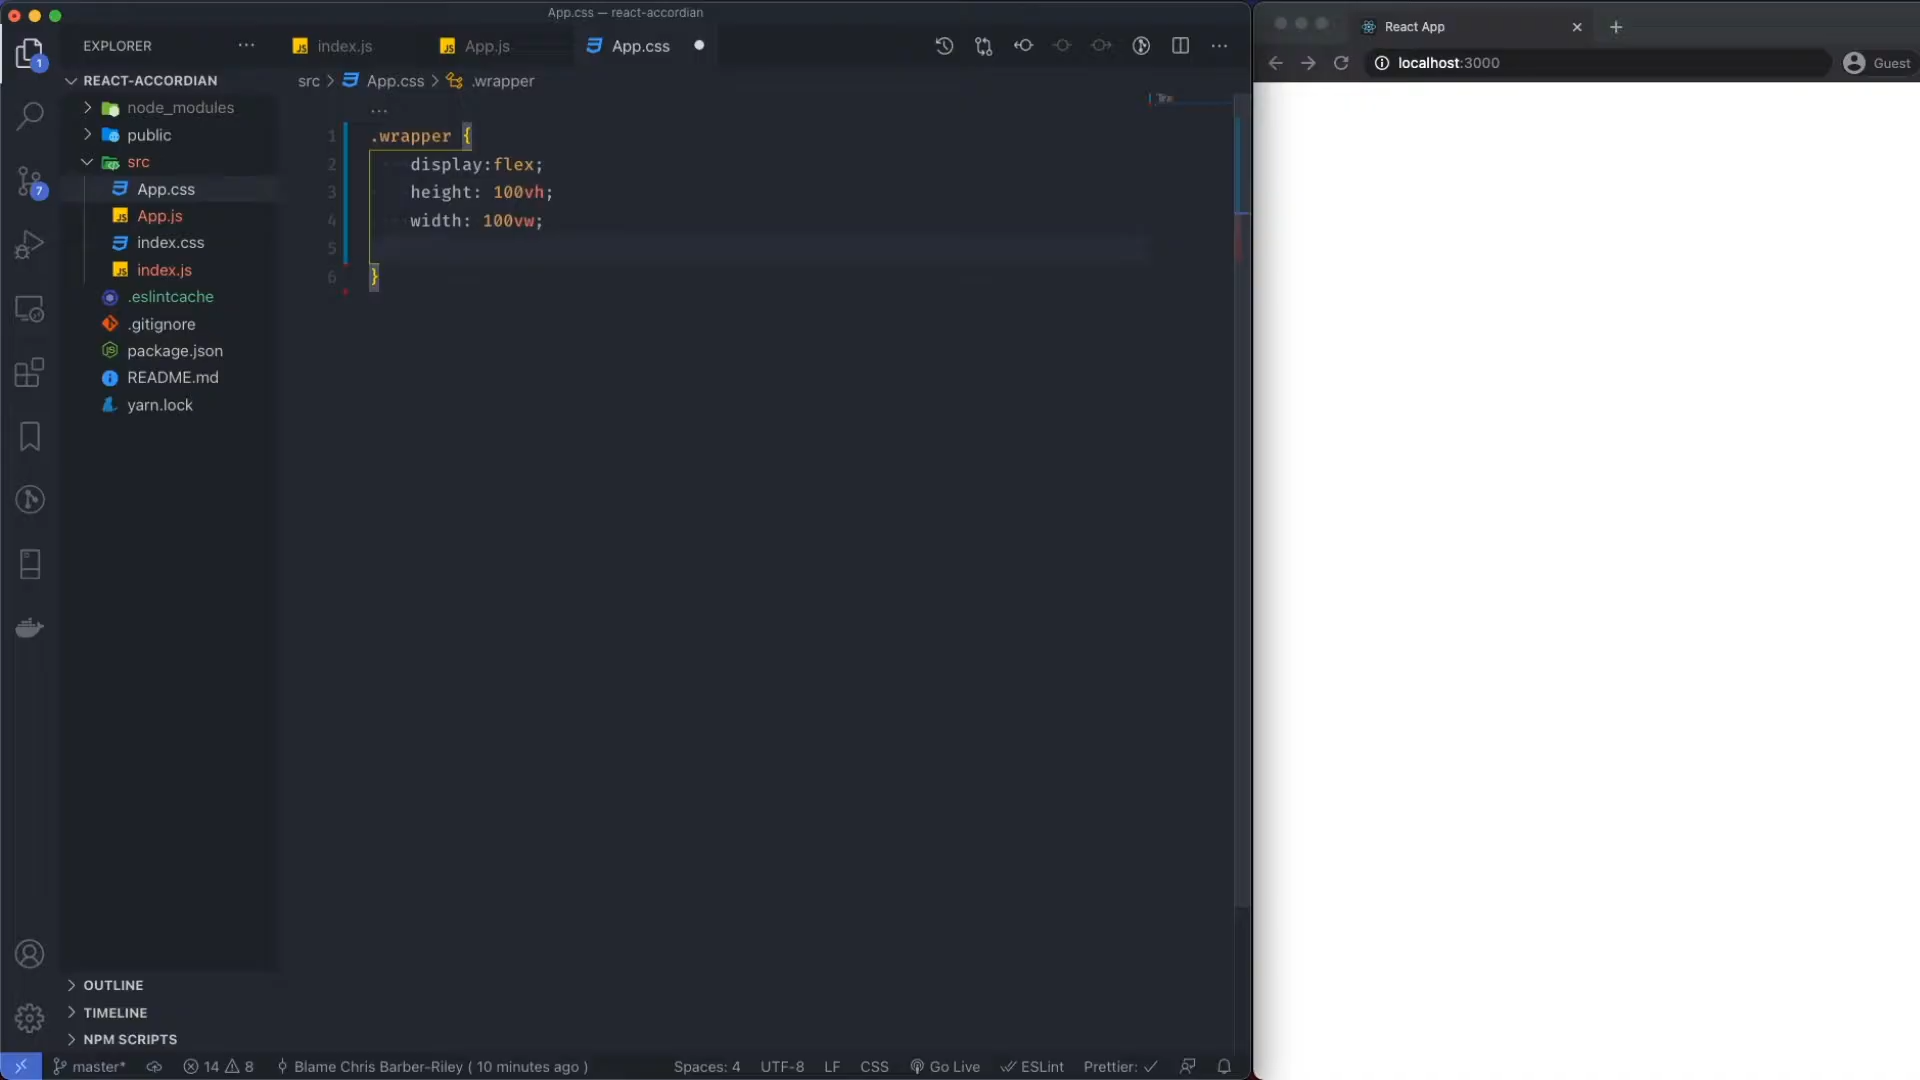 App.css — react-accordian
EXPLORER
index.js
App.js
App.css
React App
localhost:3000
Guest
1
REACT-ACCORDIAN
src > App.css > .wrapper
node_modules
public
src
App.css
App.js
index.css
index.js
.eslintcache
.gitignore
package.json
README.md
yarn.lock
7
...
1 .wrapper {
2 display:flex;
3 height: 100vh;
4 width: 100vw;
5
6 }
OUTLINE
TIMELINE
NPM SCRIPTS
master* 14 8 Blame Chris Barber-Riley ( 10 minutes ago ) Spaces: 4 UTF-8 LF CSS Go Live ESLint Prettier: ✓